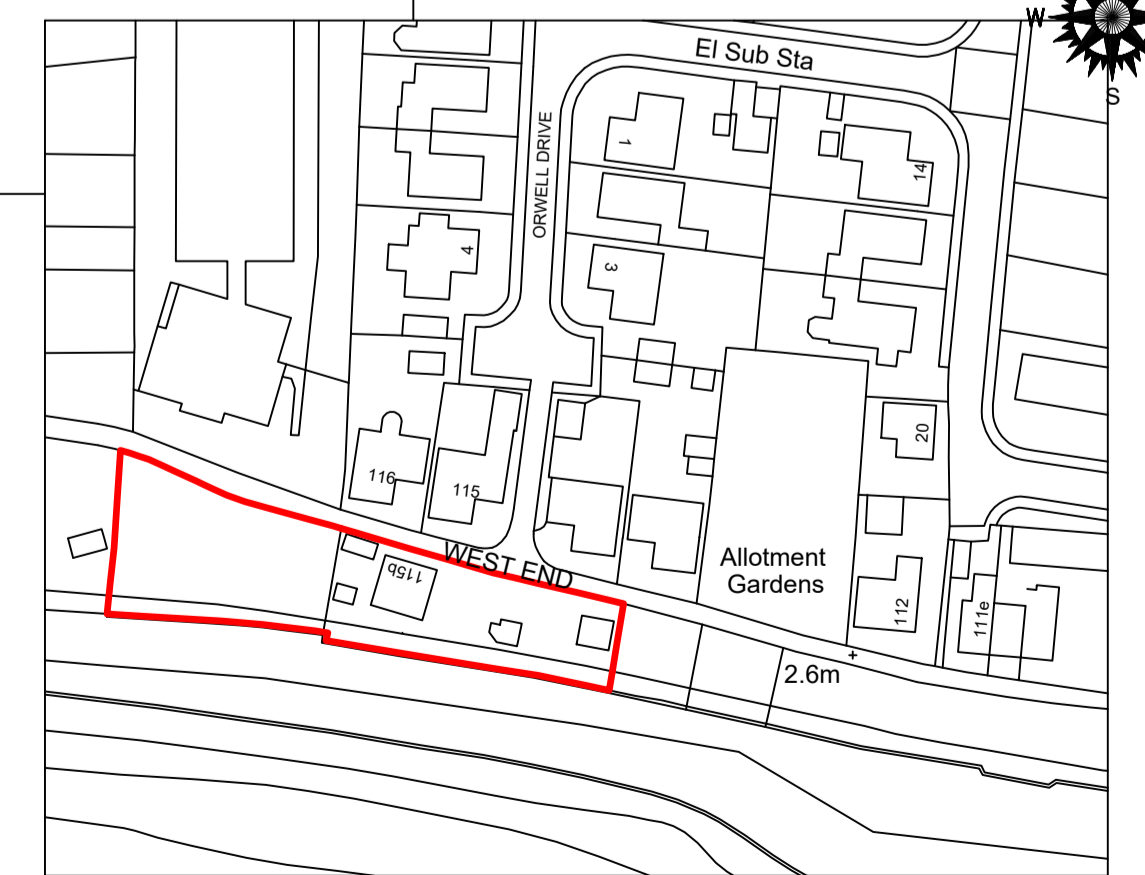 W
S
El Sub Sta
ORWELL DRIVE
1
14
4
3
20
116
115
WEST END
115b
Allotment
Gardens
112
111e
2.6m